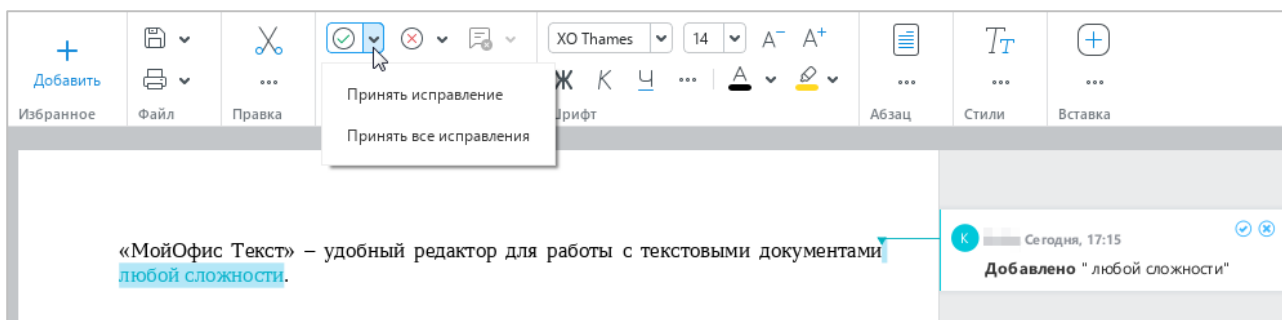 XO Thames 14 А⁻ А⁺
Добавить
Ж К Ч А
Избранное Файл Правка Шрифт Абзац Стили Вставка
Принять исправление
Принять все исправления
«МойОфис Текст» – удобный редактор для работы с текстовыми документами
любой сложности.
К Сегодня, 17:15
Добавлено " любой сложности"